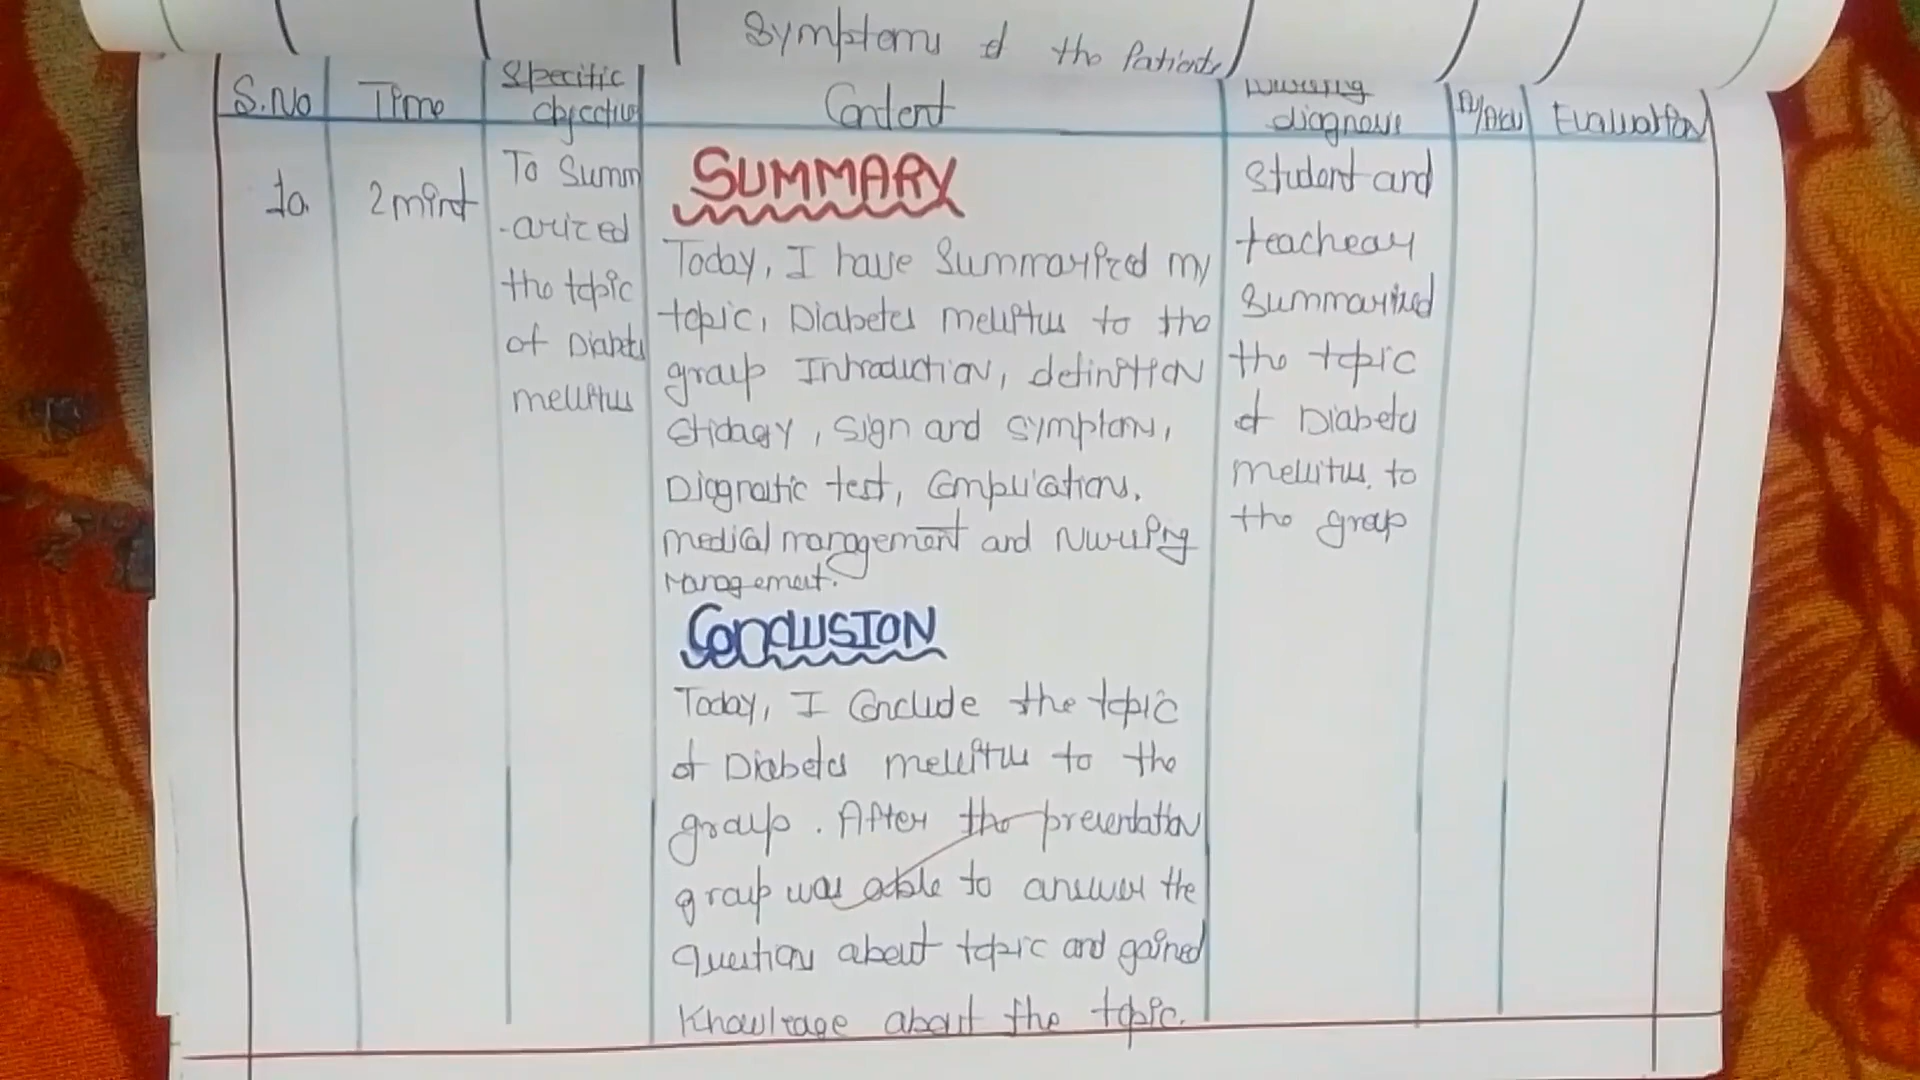 Symptoms of the Patients
S.No
Time
Specific
objective
Content
Nursing
diagnosis
Evaluation
10.
2 mint
To Summ
-arized
the topic
of Diabetes
mellitus
SUMMARY
Today, I have Summarized my
topic, Diabetes mellitus to the
group Introduction, definition
etiology, sign and symptom,
Diagnostic test, Complications.
medical management and Nursing
management.
CONCLUSION
Today, I Conclude the topic
of Diabetes mellitus to the
group. After the presentation
group was able to answer the
question about topic and gained
Knowledge about the topic.
Student and
teacheary
Summarized
the topic
of Diabetes
mellitus. to
the group